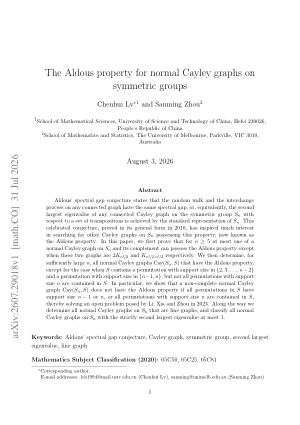 The Aldous property for normal Cayley graphs on
symmetric groups
Chenhui Lv*1 and Sanming Zhou2
1School of Mathematical Sciences, University of Science and Technology of China, Hefei 230026,
People's Republic of China
2School of Mathematics and Statistics, The University of Melbourne, Parkville, VIC 3010,
Australia
August 3, 2026
Abstract
Aldous' spectral gap conjecture states that the random walk and the interchange
process on any connected graph have the same spectral gap, or, equivalently, the second
largest eigenvalue of any connected Cayley graph on the symmetric group Sn with
respect to a set of transpositions is achieved by the standard representation of Sn. This
celebrated conjecture, proved in its general form in 2010, has inspired much interest
in searching for other Cayley graphs on Sn possessing this property, now known as
the Aldous property. In this paper, we first prove that for n ≥ 5 at most one of a
normal Cayley graph on Sn and its complement can possess the Aldous property except
when these two graphs are 2Kn!/2 and Kn!/2,n!/2 respectively. We then determine, for
sufficiently large n, all normal Cayley graphs Cay(Sn, S) that have the Aldous property,
except for the case when S contains a permutation with support size in {2, 3, . . . , n − 2}
and a permutation with support size in {n−1, n}, but not all permutations with support
size n are contained in S. In particular, we show that a non-complete normal Cayley
graph Cay(Sn, S) does not have the Aldous property if all permutations in S have
support size n − 1 or n, or all permutations with support size n are contained in S,
thereby solving an open problem posed by Li, Xia and Zhou in 2023. Along the way we
determine all normal Cayley graphs on Sn that are line graphs, and classify all normal
Cayley graphs on Sn with the strictly second largest eigenvalue at most 1.
Keywords: Aldous' spectral gap conjecture, Cayley graph, symmetric group, second largest
eigenvalue, line graph
Mathematics Subject Classification (2020): 05C50, 05C25, 05C81
*Corresponding author.
E-mail addresses: lch1994@mail.ustc.edu.cn (Chenhui Lv), sanming@unimelb.edu.au (Sanming Zhou)
1
arXiv:2607.29018v1 [math.CO] 31 Jul 2026